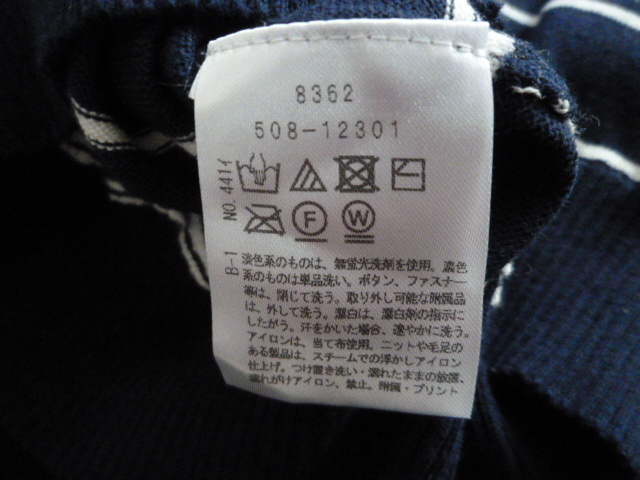 8362
508-12301
NO. 441イ
F W
B-1
淡色系のものは、無蛍光洗剤を使用。濃色
系のものは単品洗い。ボタン、ファスナー
等は、閉じて洗う。取り外し可能な附属品
は、外して洗う。漂白は、漂白剤の指示に
したがう。汗をかいた場合、速やかに洗う。
アイロンは、当て布使用。ニットや毛足の
ある製品は、スチームでの浮かしアイロン
仕上げ。つけ置き洗い・濡れたままの放置、
濡れがけアイロン、禁止。附属・プリント